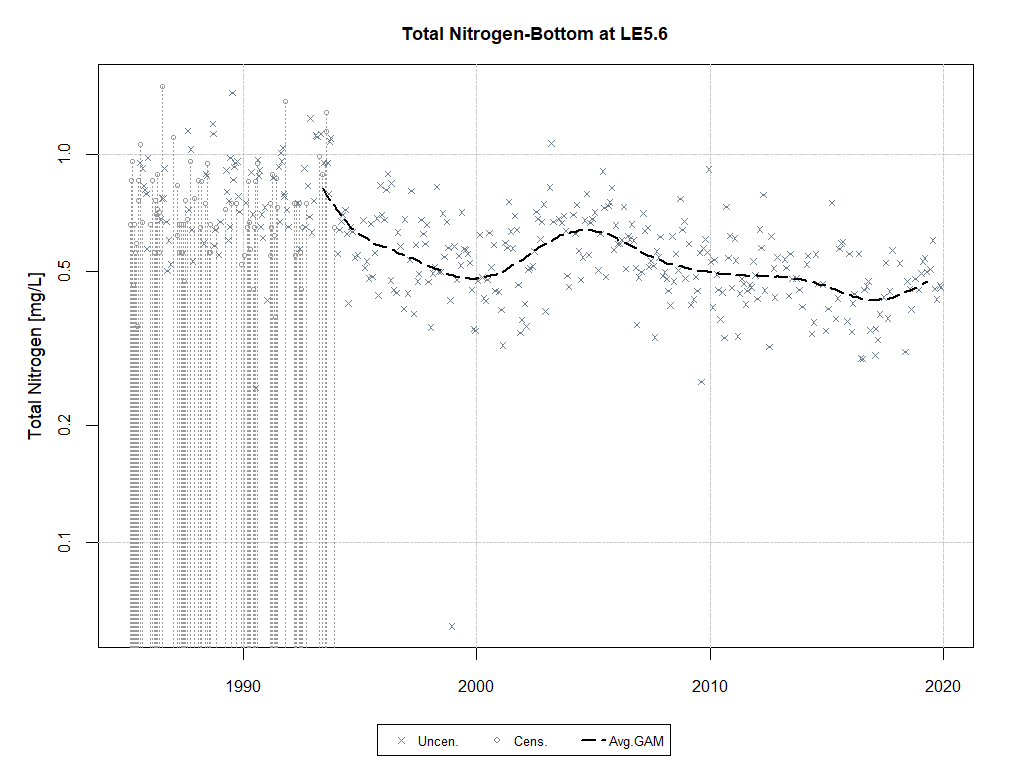 Total Nitrogen-Bottom at LE5.6
Total Nitrogen [mg/L]
1.0
0.5
0.2
0.1
1990 2000 2010 2020
Uncen. Cens. Avg.GAM